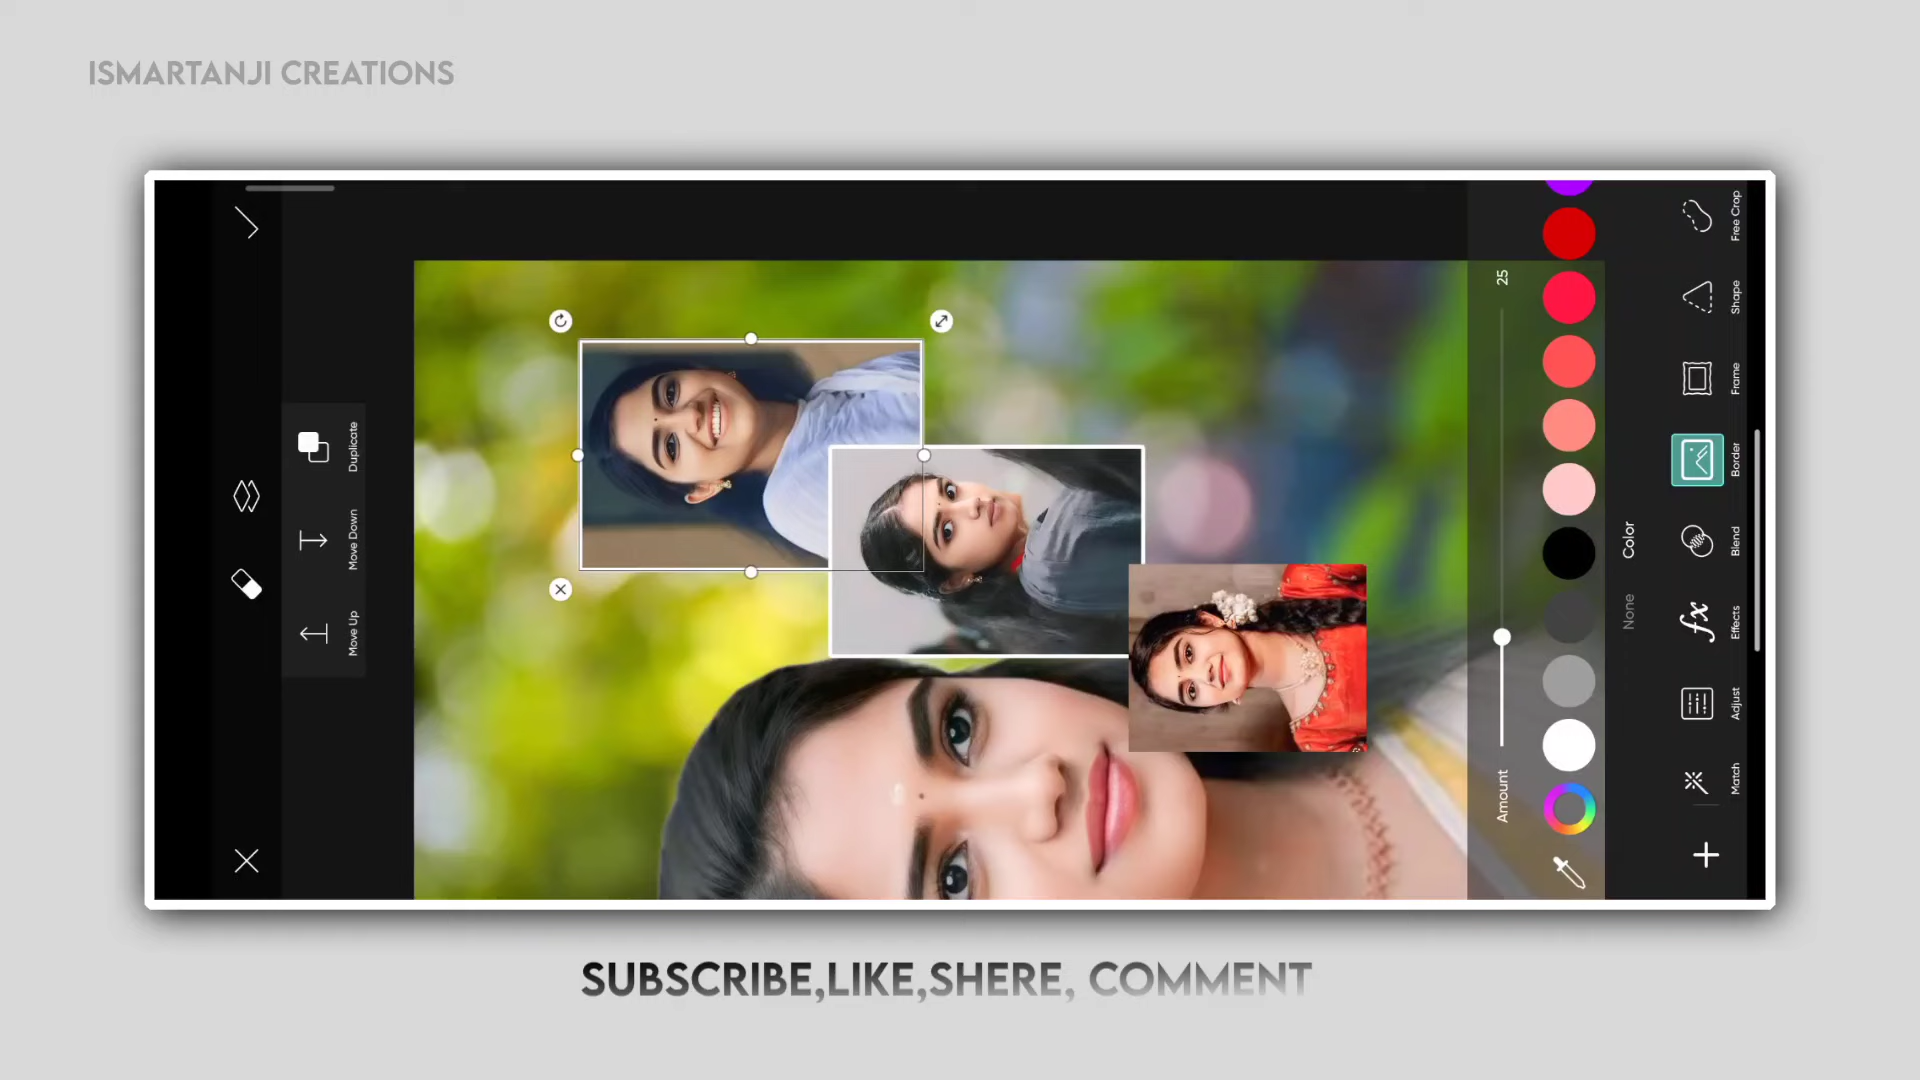 ISMARTANJI CREATIONS
Duplicate
Move Down
Move Up
25
Amount
Color
None
Free Crop
Shape
Frame
Border
Blend
fx
Effects
Adjust
Match
SUBSCRIBE,LIKE,SHERE, COMMENT